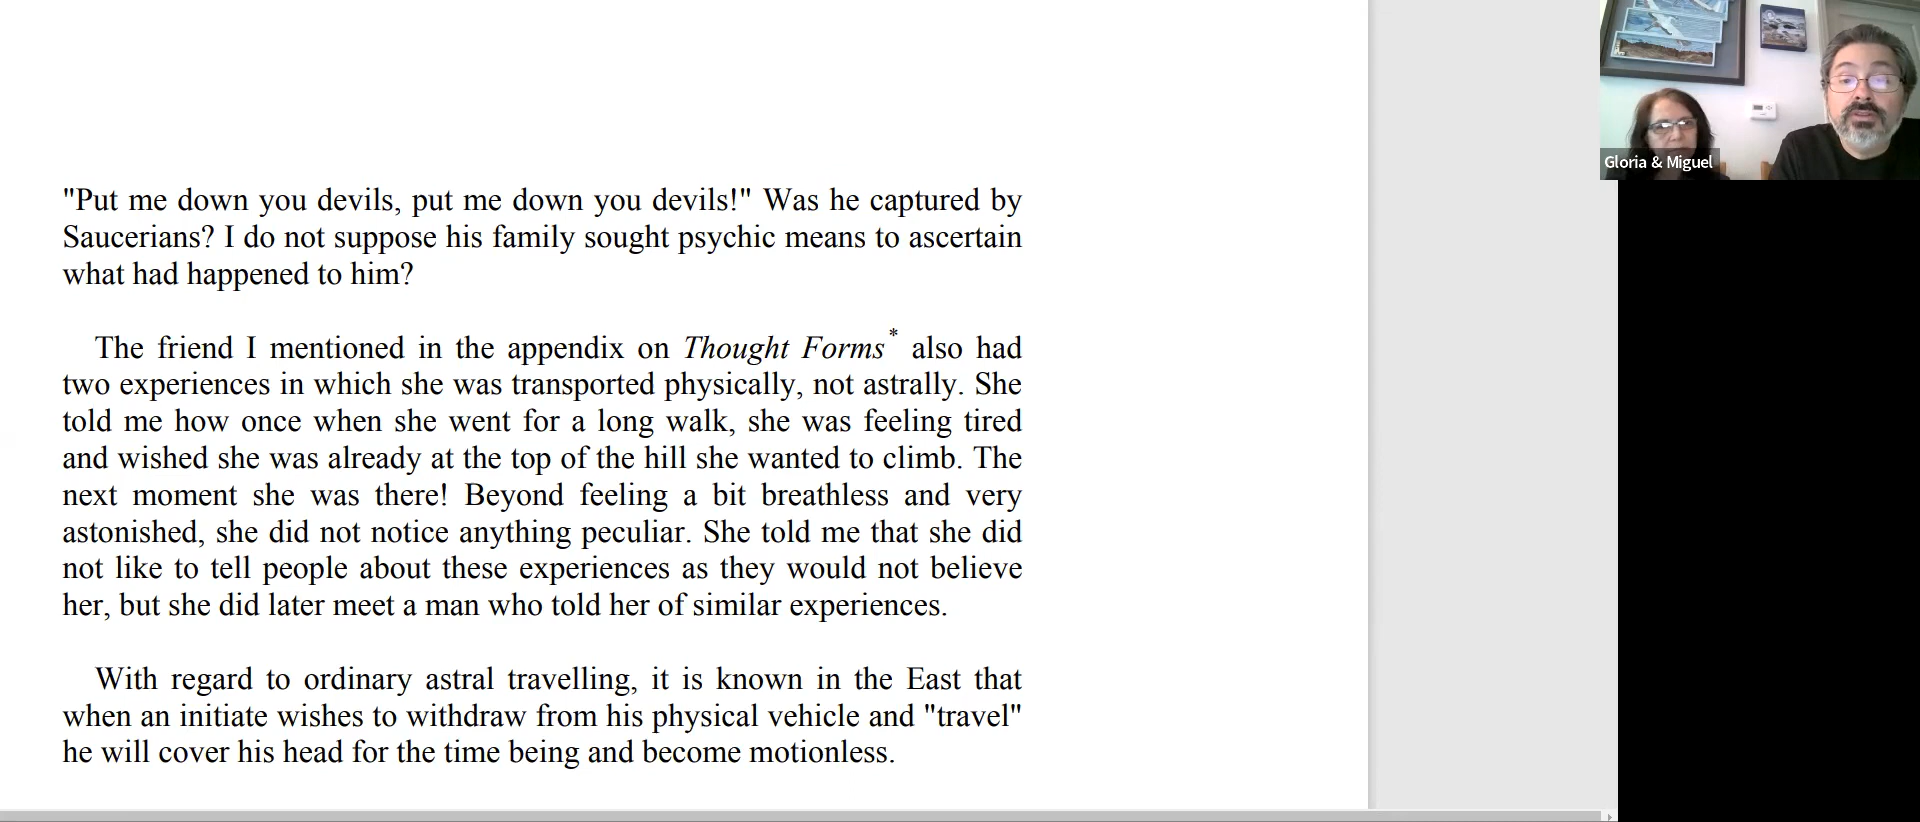 "Put me down you devils, put me down you devils!" Was he captured by
Saucerians? I do not suppose his family sought psychic means to ascertain
what had happened to him?
The friend I mentioned in the appendix on Thought Forms* also had
two experiences in which she was transported physically, not astrally. She
told me how once when she went for a long walk, she was feeling tired
and wished she was already at the top of the hill she wanted to climb. The
next moment she was there! Beyond feeling a bit breathless and very
astonished, she did not notice anything peculiar. She told me that she did
not like to tell people about these experiences as they would not believe
her, but she did later meet a man who told her of similar experiences.
With regard to ordinary astral travelling, it is known in the East that
when an initiate wishes to withdraw from his physical vehicle and "travel"
he will cover his head for the time being and become motionless.
Gloria & Miguel